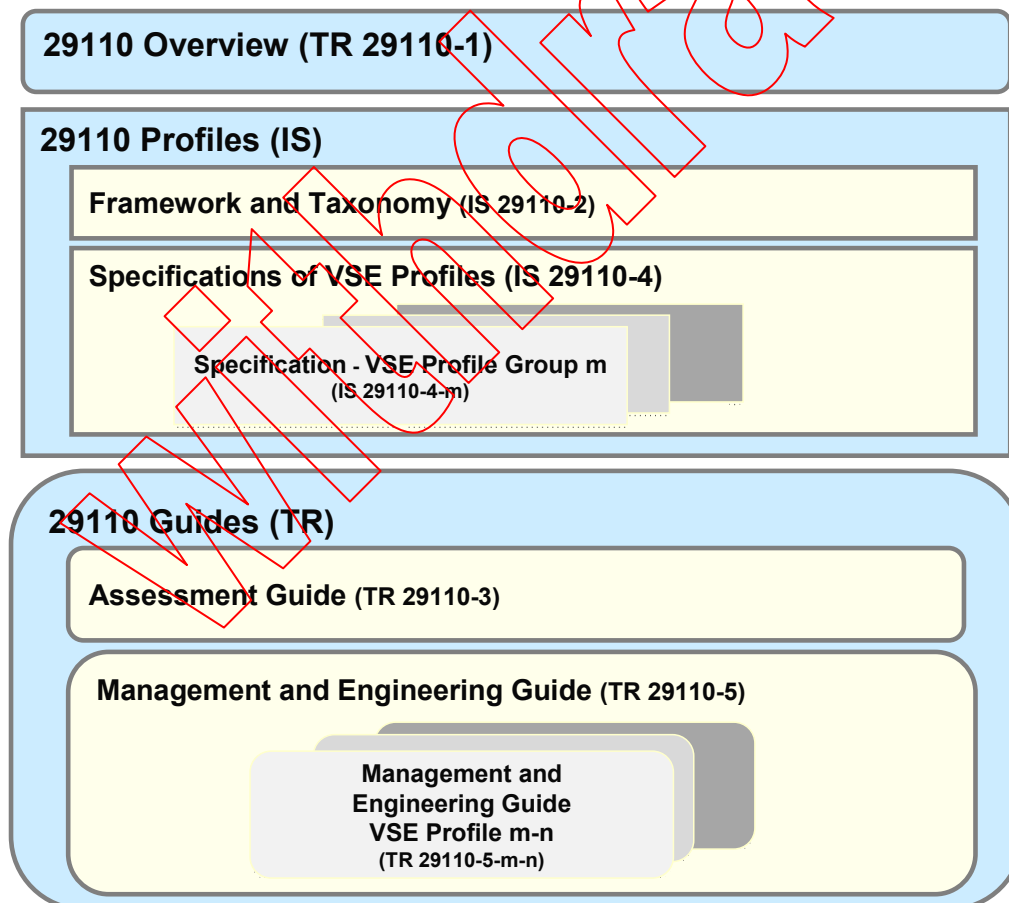 29110 Overview (TR 29110-1)
29110 Profiles (IS)
Framework and Taxonomy (IS 29110-2)
Specifications of VSE Profiles (IS 29110-4)
Specification - VSE Profile Group m
(IS 29110-4-m)
29110 Guides (TR)
Assessment Guide (TR 29110-3)
Management and Engineering Guide (TR 29110-5)
Management and
Engineering Guide
VSE Profile m-n
(TR 29110-5-m-n)